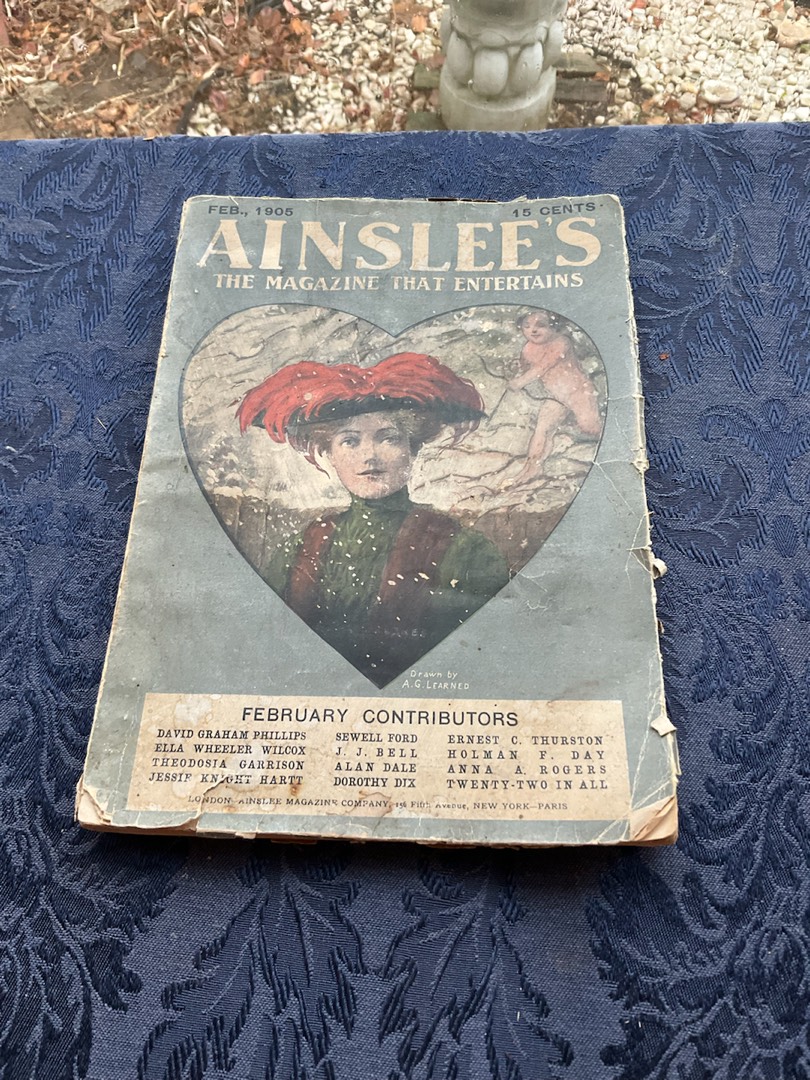 FEB., 1905 15 CENTS
AINSLEE'S
THE MAGAZINE THAT ENTERTAINS
Drawn by
A.G. LEARNED
FEBRUARY CONTRIBUTORS
DAVID GRAHAM PHILLIPS SEWELL FORD ERNEST C. THURSTON
ELLA WHEELER WILCOX J. J. BELL HOLMAN F. DAY
THEODOSIA GARRISON ALAN DALE ANNA A. ROGERS
JESSIE KNIGHT HARTT DOROTHY DIX TWENTY-TWO IN ALL
LONDON-AINSLEE MAGAZINE COMPANY, 156 Fifth Avenue, NEW YORK-PARIS